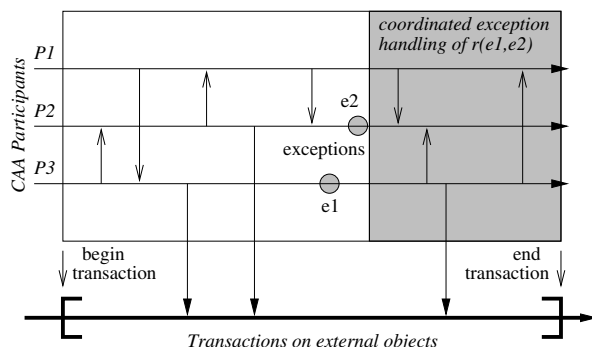 coordinated exception
handling of r(e1,e2)
CAA Participants
P1
P2
P3
e2
exceptions
e1
begin
transaction
end
transaction
Transactions on external objects